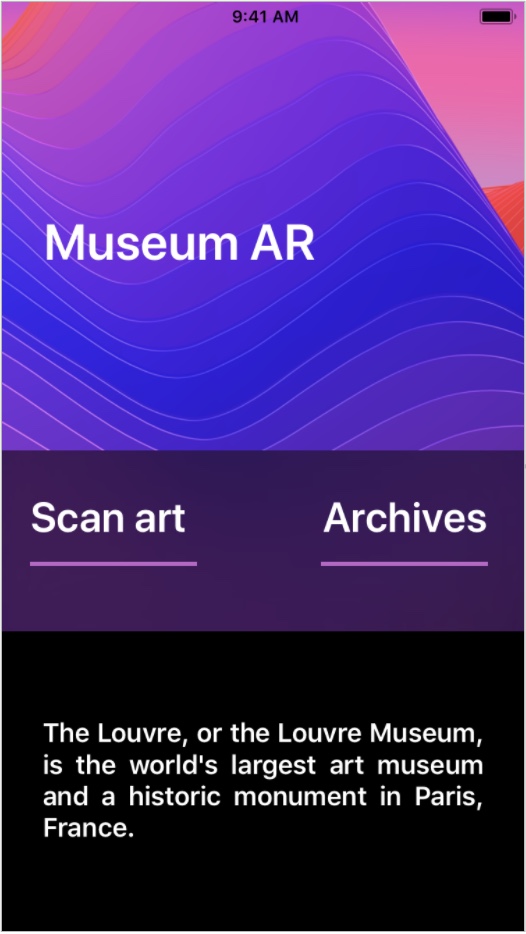 9:41 AM
Museum AR
Scan art
Archives
The Louvre, or the Louvre Museum,
is the world's largest art museum
and a historic monument in Paris,
France.